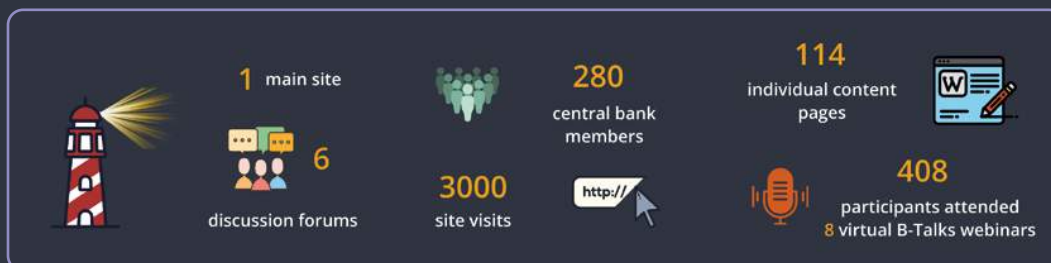 1 main site
6
discussion forums
280
central bank
members
3000
site visits
http://
114
individual content
pages
W
408
participants attended
8 virtual B-Talks webinars